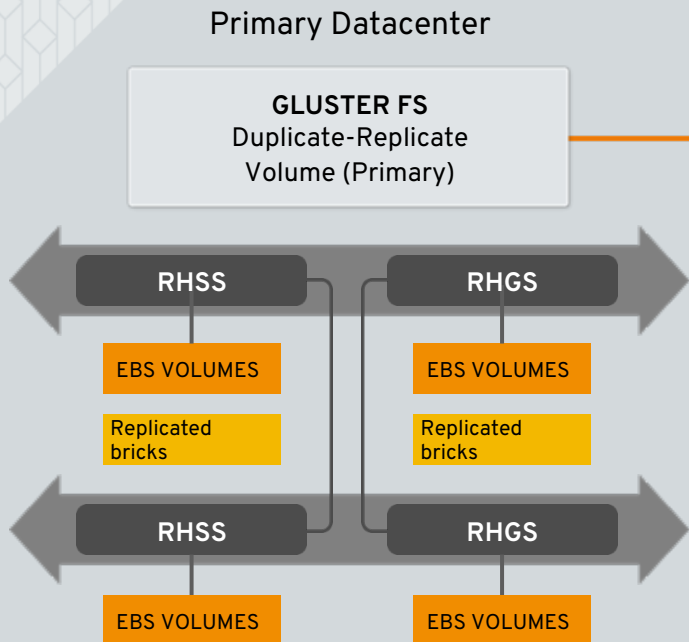 Primary Datacenter
GLUSTER FS
Duplicate-Replicate
Volume (Primary)
RHSS
RHGS
EBS VOLUMES
EBS VOLUMES
Replicated
bricks
Replicated
bricks
RHSS
RHGS
EBS VOLUMES
EBS VOLUMES